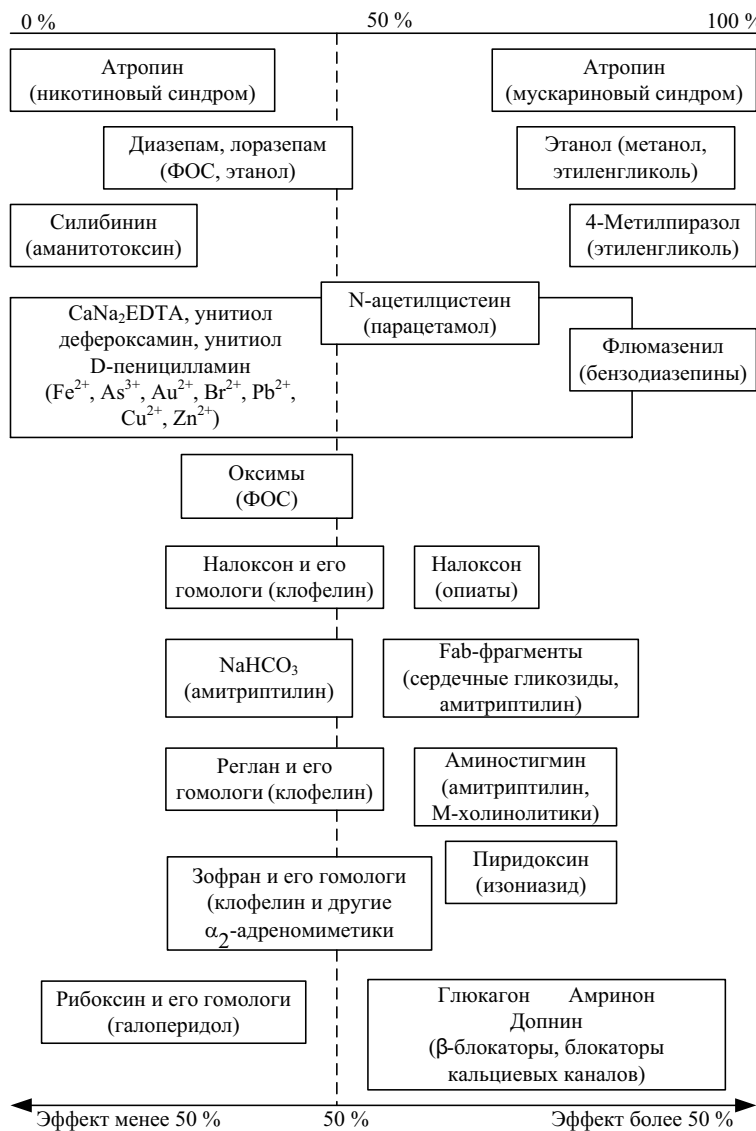 0 %
50 %
100 %
Атропин
(никотиновый синдром)
Атропин
(мускариновый синдром)
Диазепам, лоразепам
(ФОС, этанол)
Этанол (метанол,
этиленгликоль)
Силибинин
(аманитотоксин)
4-Метилпиразол
(этиленгликоль)
N-ацетилцистеин
(парацетамол)
CaNa₂EDTA, унитиол
дефероксамин, унитиол
D-пеницилламин
(Fe²⁺, As³⁺, Au²⁺, Br²⁺, Pb²⁺,
Cu²⁺, Zn²⁺)
Флюмазенил
(бензодиазепины)
Оксимы
(ФОС)
Налоксон и его
гомологи (клофелин)
Налоксон
(опиаты)
NaHCO₃
(амитриптилин)
Fab-фрагменты
(сердечные гликозиды,
амитриптилин)
Реглан и его
гомологи (клофелин)
Аминостигмин
(амитриптилин,
М-холинолитики)
Зофран и его гомологи
(клофелин и другие
α₂-адреномиметики
Пиридоксин
(изониазид)
Рибоксин и его гомологи
(галоперидол)
Глюкагон Амринон
Допнин
(β-блокаторы, блокаторы
кальциевых каналов)
Эффект менее 50 %
50 %
Эффект более 50 %